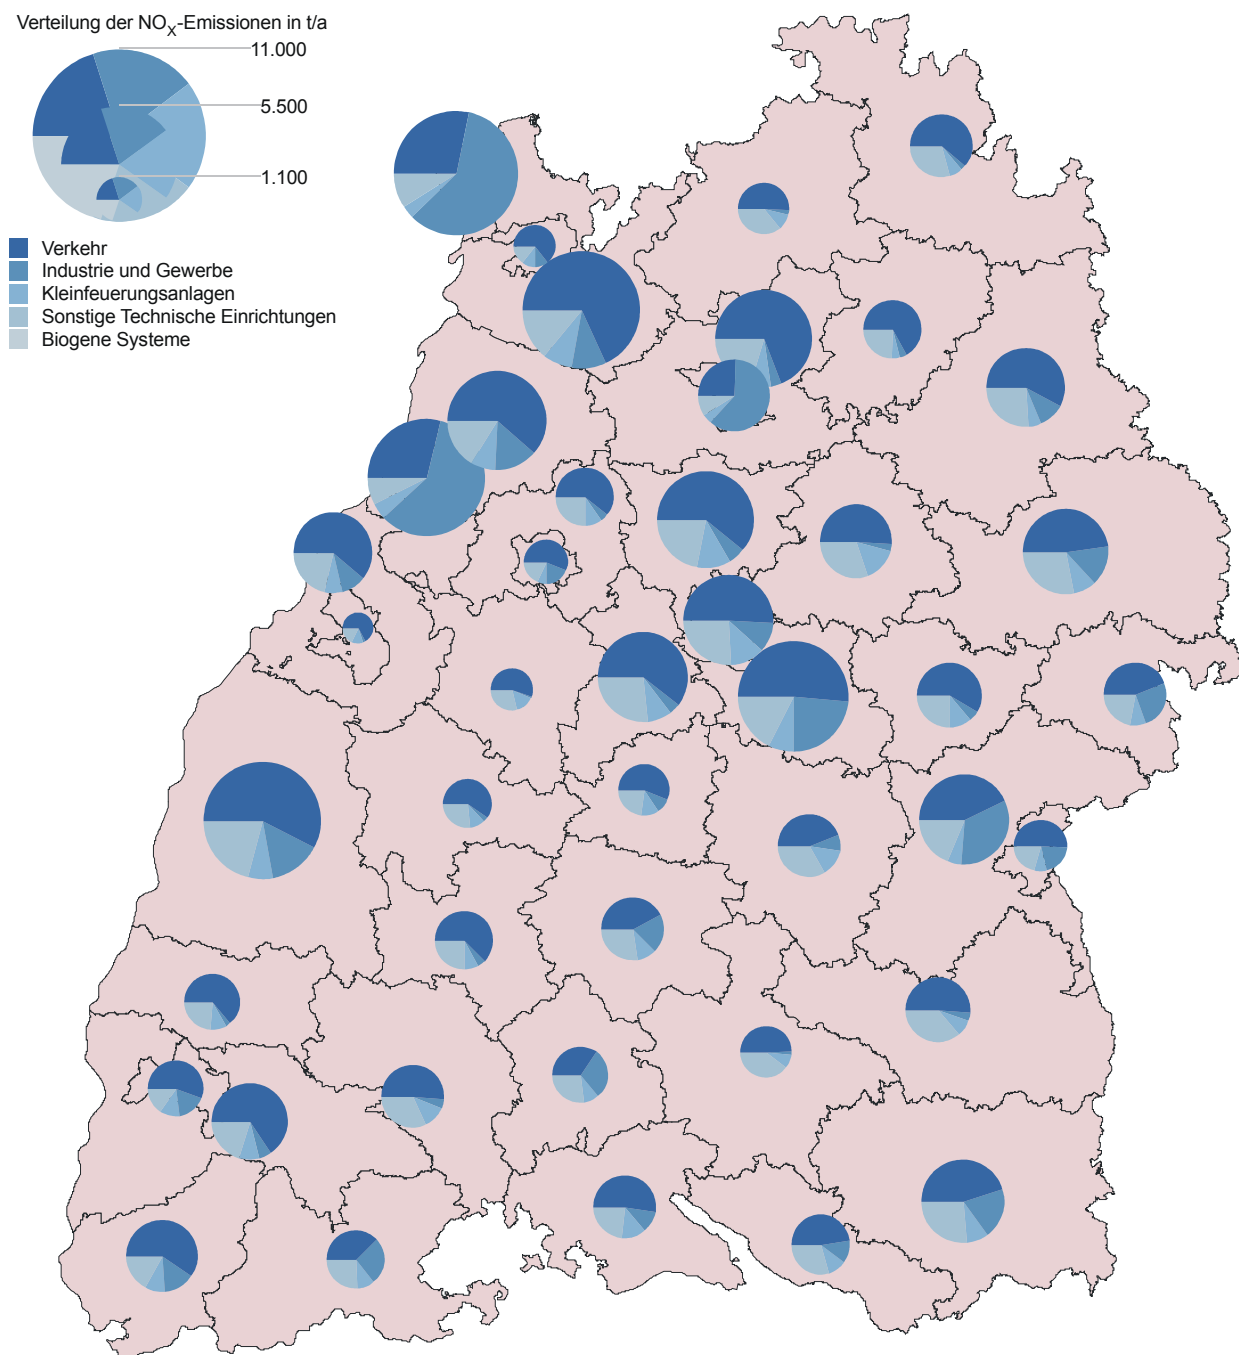 Verteilung der NOX-Emissionen in t/a
11.000
5.500
1.100
Verkehr
Industrie und Gewerbe
Kleinfeuerungsanlagen
Sonstige Technische Einrichtungen
Biogene Systeme